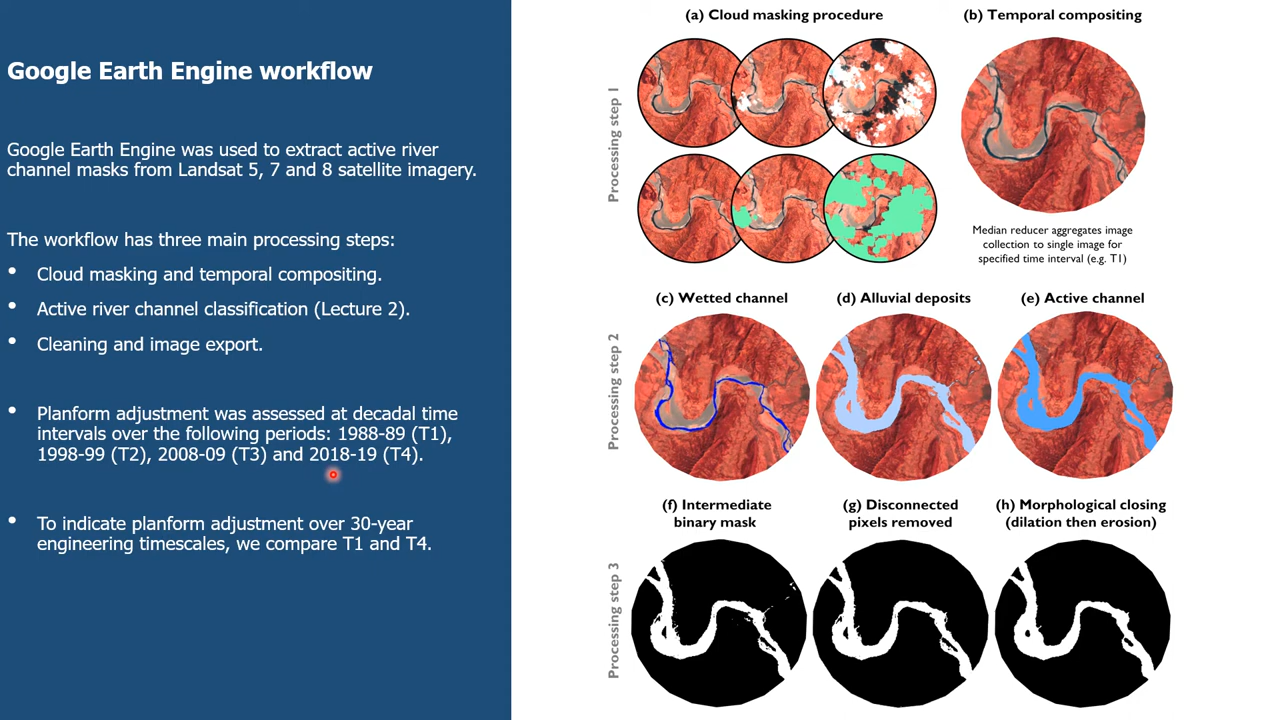 Google Earth Engine workflow
Google Earth Engine was used to extract active river
channel masks from Landsat 5, 7 and 8 satellite imagery.
The workflow has three main processing steps:
• Cloud masking and temporal compositing.
• Active river channel classification (Lecture 2).
• Cleaning and image export.
• Planform adjustment was assessed at decadal time
intervals over the following periods: 1988-89 (T1),
1998-99 (T2), 2008-09 (T3) and 2018-19 (T4).
• To indicate planform adjustment over 30-year
engineering timescales, we compare T1 and T4.
Processing step 1
(a) Cloud masking procedure
(b) Temporal compositing
Median reducer aggregates image
collection to single image for
specified time interval (e.g. T1)
Processing step 2
(c) Wetted channel
(d) Alluvial deposits
(e) Active channel
Processing step 3
(f) Intermediate
binary mask
(g) Disconnected
pixels removed
(h) Morphological closing
(dilation then erosion)